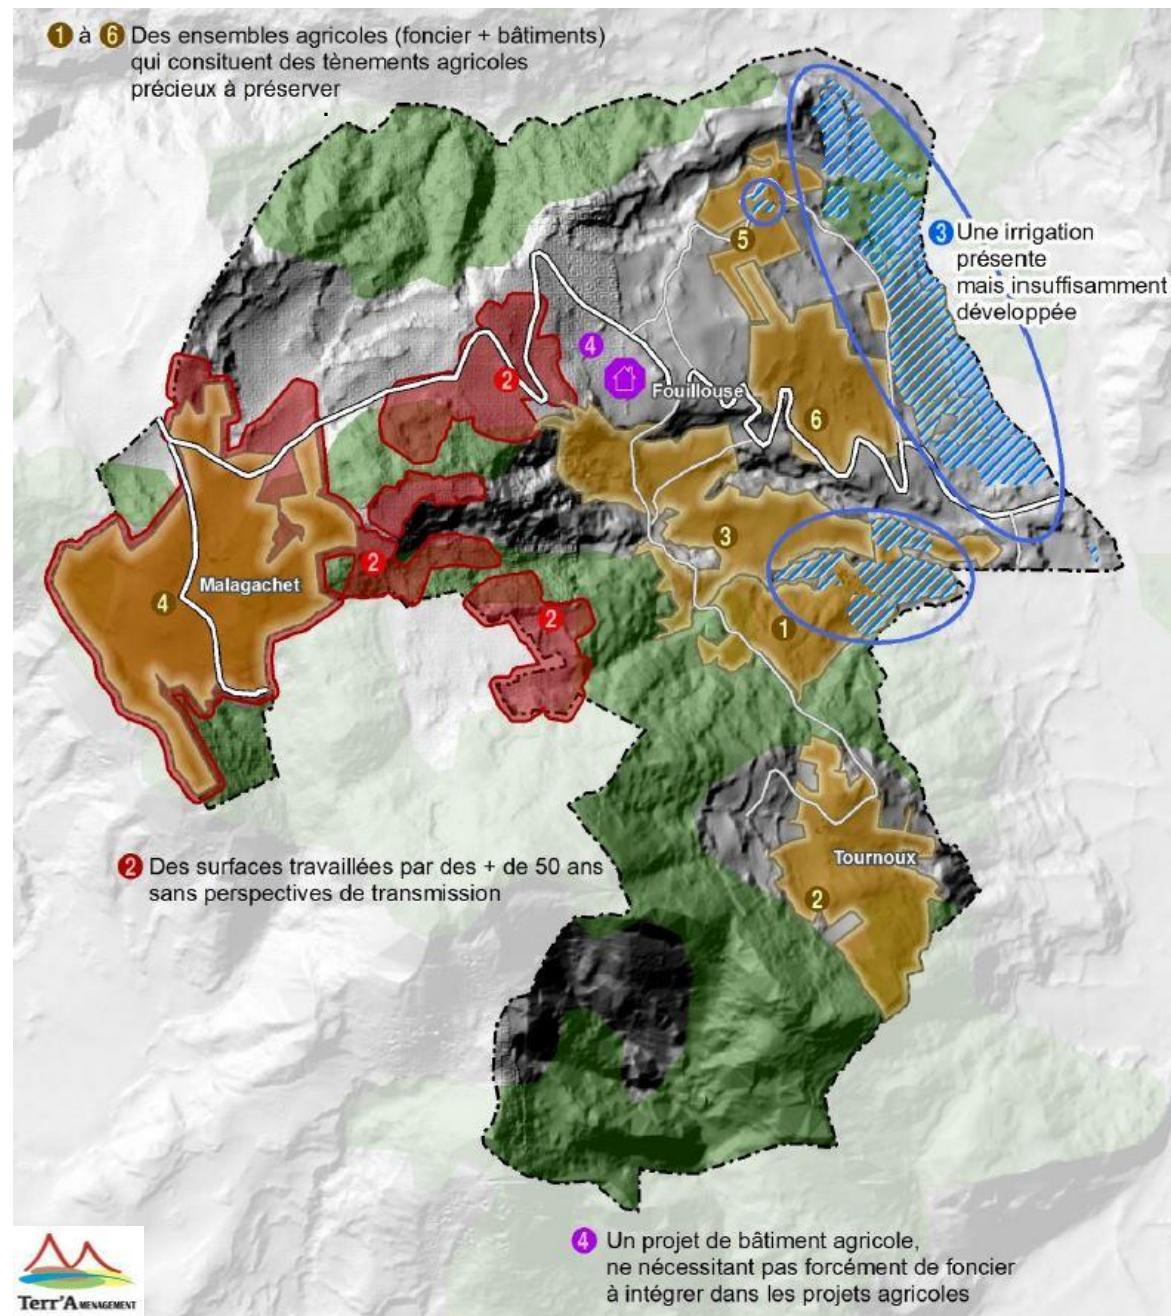 1 à 6 Des ensembles agricoles (foncier + bâtiments)
qui consituent des tènements agricoles
précieux à préserver
3 Une irrigation
présente
mais insuffisamment
développée
5
4
2
Fouillouse
6
3
Malagachet
4
2
2
1
2 Des surfaces travaillées par des + de 50 ans
sans perspectives de transmission
Tournoux
2
4 Un projet de bâtiment agricole,
ne nécessitant pas forcément de foncier
à intégrer dans les projets agricoles
Terr'AMENAGEMENT